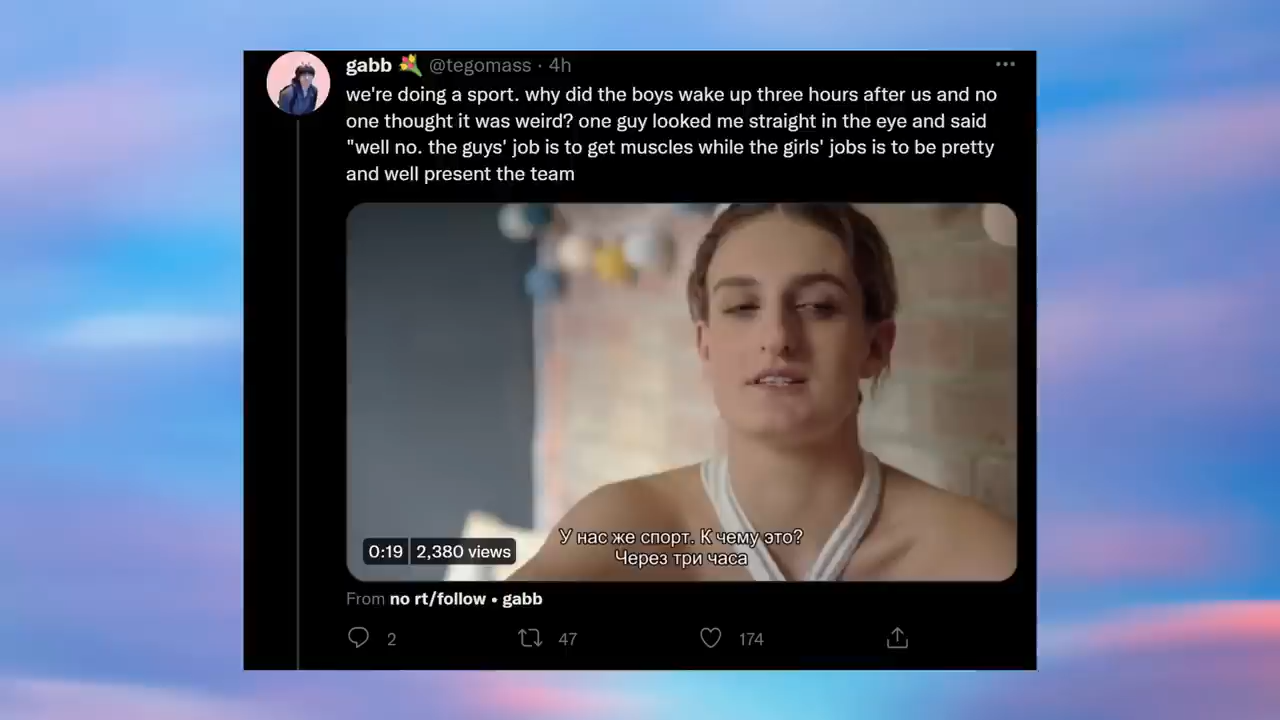 gabb @tegomass · 4h
we're doing a sport. why did the boys wake up three hours after us and no
one thought it was weird? one guy looked me straight in the eye and said
"well no. the guys' job is to get muscles while the girls' jobs is to be pretty
and well present the team
У нас же спорт. К чему это?
Через три часа
0:19 2,380 views
From no rt/follow • gabb
2 47 174